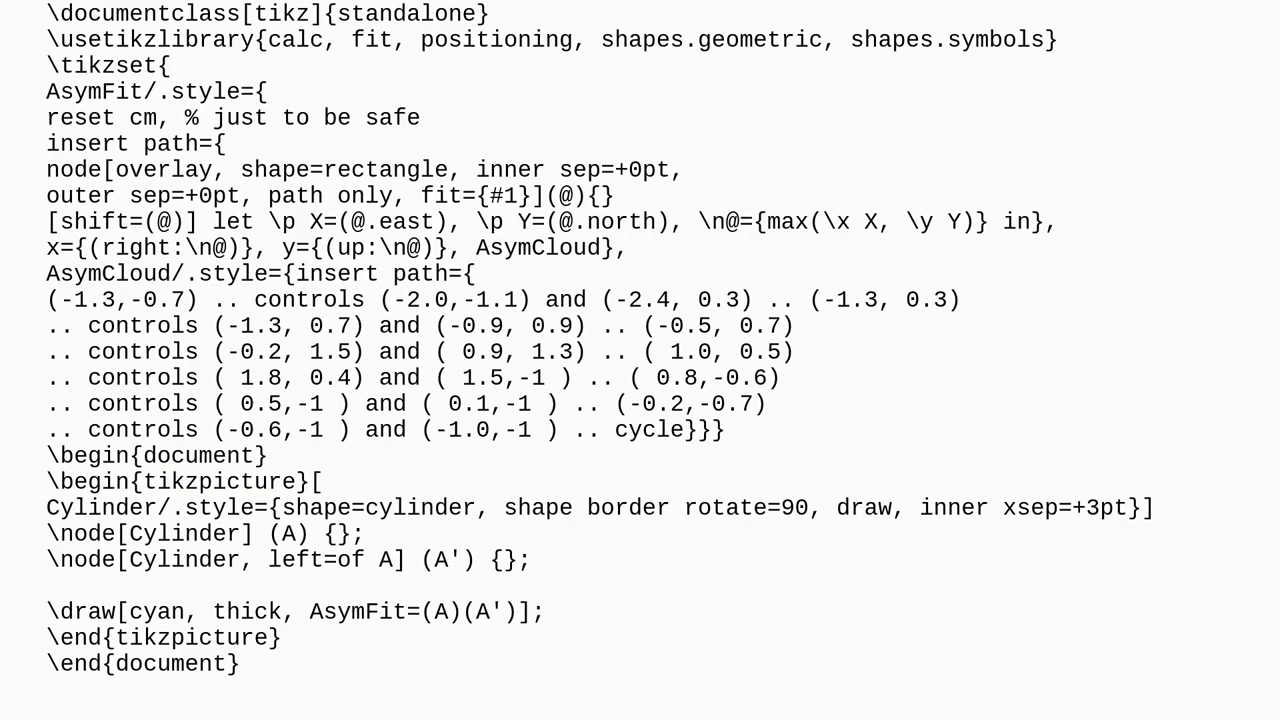 \documentclass[tikz]{standalone}
\usetikzlibrary{calc, fit, positioning, shapes.geometric, shapes.symbols}
\tikzset{
AsymFit/.style={
reset cm, % just to be safe
insert path={
node[overlay, shape=rectangle, inner sep=+0pt,
outer sep=+0pt, path only, fit={#1}](@){}
[shift=(@)] let \p X=(@.east), \p Y=(@.north), \n@={max(\x X, \y Y)} in},
x={(right:\n@)}, y={(up:\n@)}, AsymCloud},
AsymCloud/.style={insert path={
(-1.3,-0.7) .. controls (-2.0,-1.1) and (-2.4, 0.3) .. (-1.3, 0.3)
.. controls (-1.3, 0.7) and (-0.9, 0.9) .. (-0.5, 0.7)
.. controls (-0.2, 1.5) and ( 0.9, 1.3) .. ( 1.0, 0.5)
.. controls ( 1.8, 0.4) and ( 1.5,-1 ) .. ( 0.8,-0.6)
.. controls ( 0.5,-1 ) and ( 0.1,-1 ) .. (-0.2,-0.7)
.. controls (-0.6,-1 ) and (-1.0,-1 ) .. cycle}}}
\begin{document}
\begin{tikzpicture}[
Cylinder/.style={shape=cylinder, shape border rotate=90, draw, inner xsep=+3pt}]
\node[Cylinder] (A) {};
\node[Cylinder, left=of A] (A') {};

\draw[cyan, thick, AsymFit=(A)(A')];
\end{tikzpicture}
\end{document}